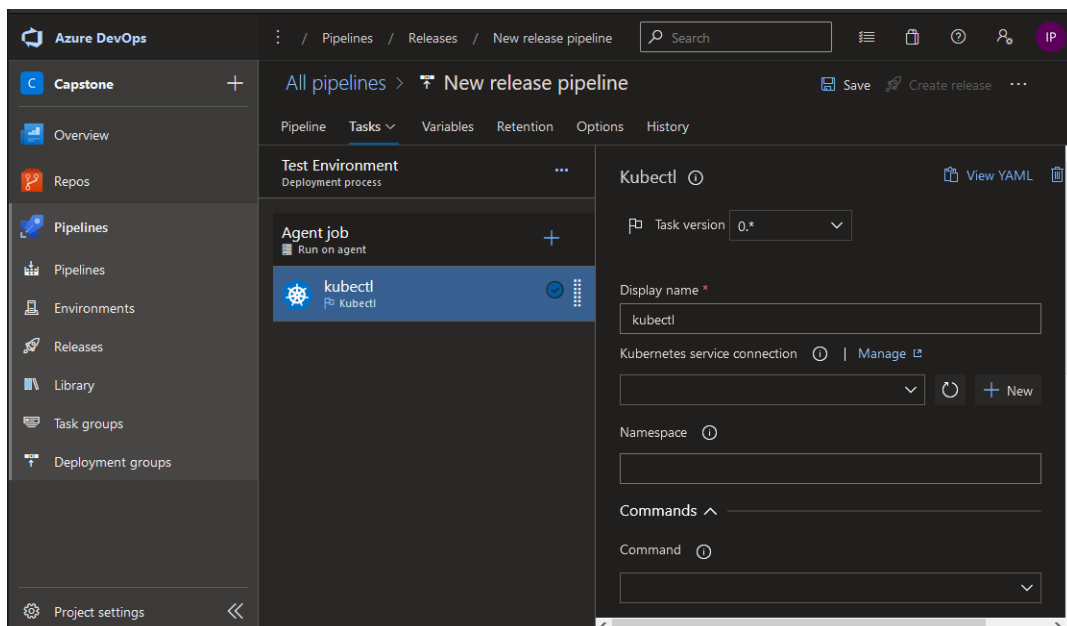 Azure DevOps
/ Pipelines / Releases / New release pipeline
Search
IP
C Capstone
Overview
Repos
Pipelines
Pipelines
Environments
Releases
Library
Task groups
Deployment groups
Project settings
All pipelines > New release pipeline
Save
Create release
Pipeline Tasks Variables Retention Options History
Test Environment
Deployment process
Agent job
Run on agent
kubectl
Kubectl
Kubectl
View YAML
Task version 0.*
Display name *
kubectl
Kubernetes service connection | Manage
New
Namespace
Commands
Command